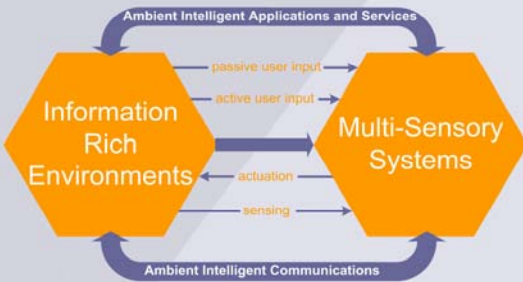 Ambient Intelligent Applications and Services
passive user input
active user input
Information
Rich
Environments
Multi-Sensory
Systems
actuation
sensing
Ambient Intelligent Communications